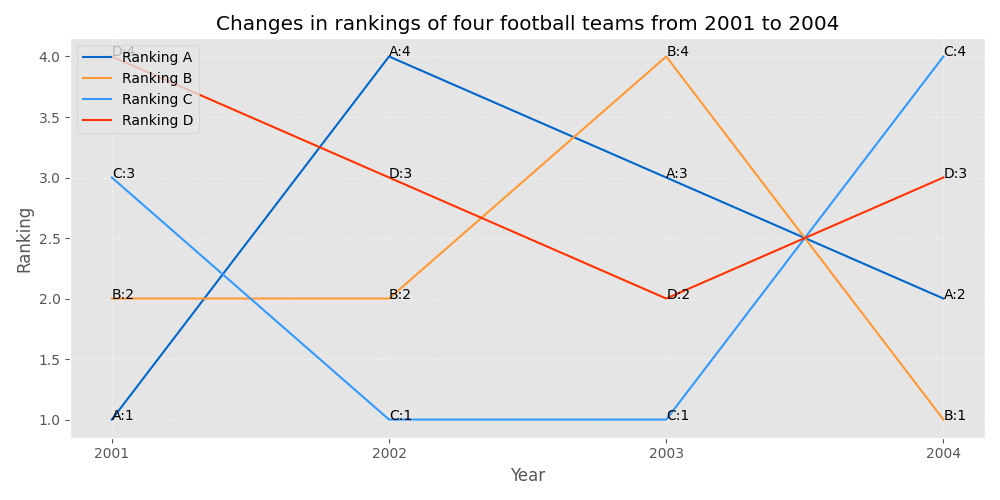 Changes in rankings of four football teams from 2001 to 2004
D:4
Ranking A
Ranking B
Ranking C
Ranking D
A:4
B:4
C:4
C:3
D:3
A:3
D:3
B:2
B:2
D:2
A:2
A:1
C:1
C:1
B:1
4.0
3.5
3.0
2.5
2.0
1.5
1.0
Ranking
2001
2002
2003
2004
Year